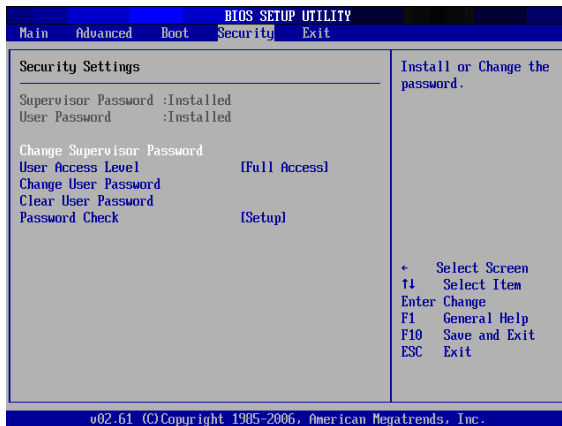 BIOS SETUP UTILITY
Main Advanced Boot Security Exit
Security Settings
Supervisor Password :Installed
User Password :Installed
Change Supervisor Password
User Access Level [Full Access]
Change User Password
Clear User Password
Password Check [Setup]
Install or Change the
password.
← Select Screen
↑↓ Select Item
Enter Change
F1 General Help
F10 Save and Exit
ESC Exit
v02.61 (C)Copyright 1985-2006, American Megatrends, Inc.